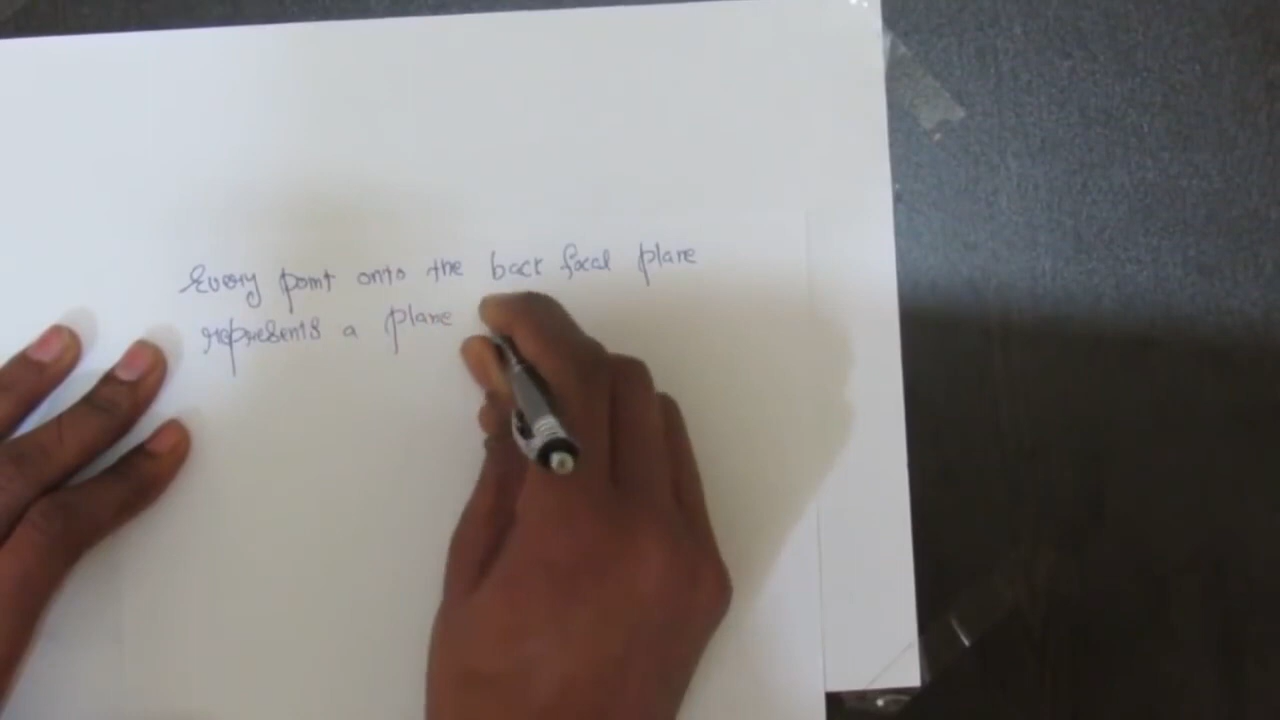 Every point onto the back focal plane
represents a plane